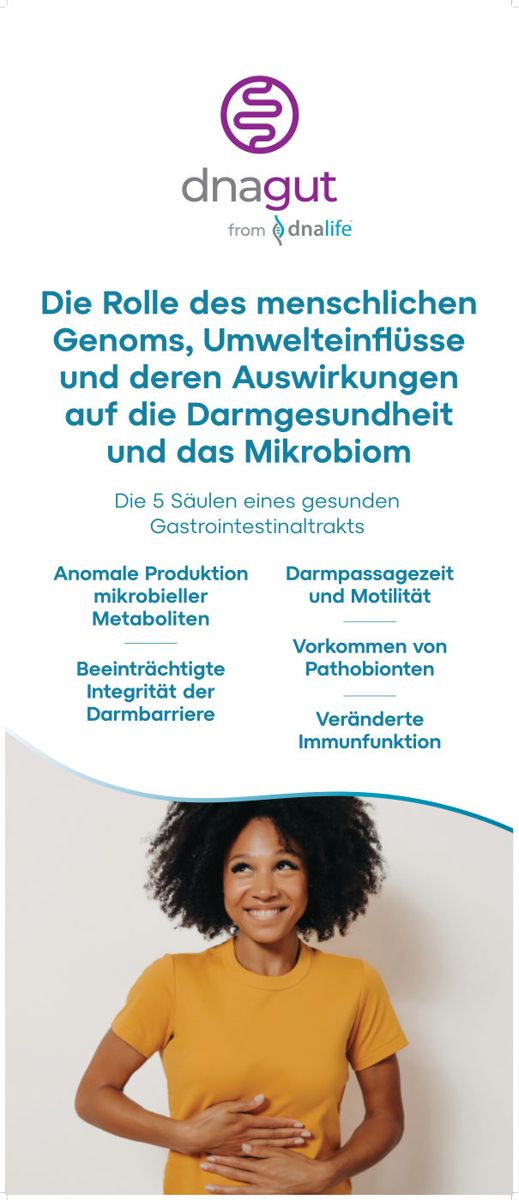 dnagut
from dnalife™
Die Rolle des menschlichen
Genoms, Umwelteinflüsse
und deren Auswirkungen
auf die Darmgesundheit
und das Mikrobiom
Die 5 Säulen eines gesunden
Gastrointestinaltrakts
Anomale Produktion
mikrobieller
Metaboliten
Beeinträchtigte
Integrität der
Darmbarriere
Darmpassagezeit
und Motilität
Vorkommen von
Pathobionten
Veränderte
Immunfunktion